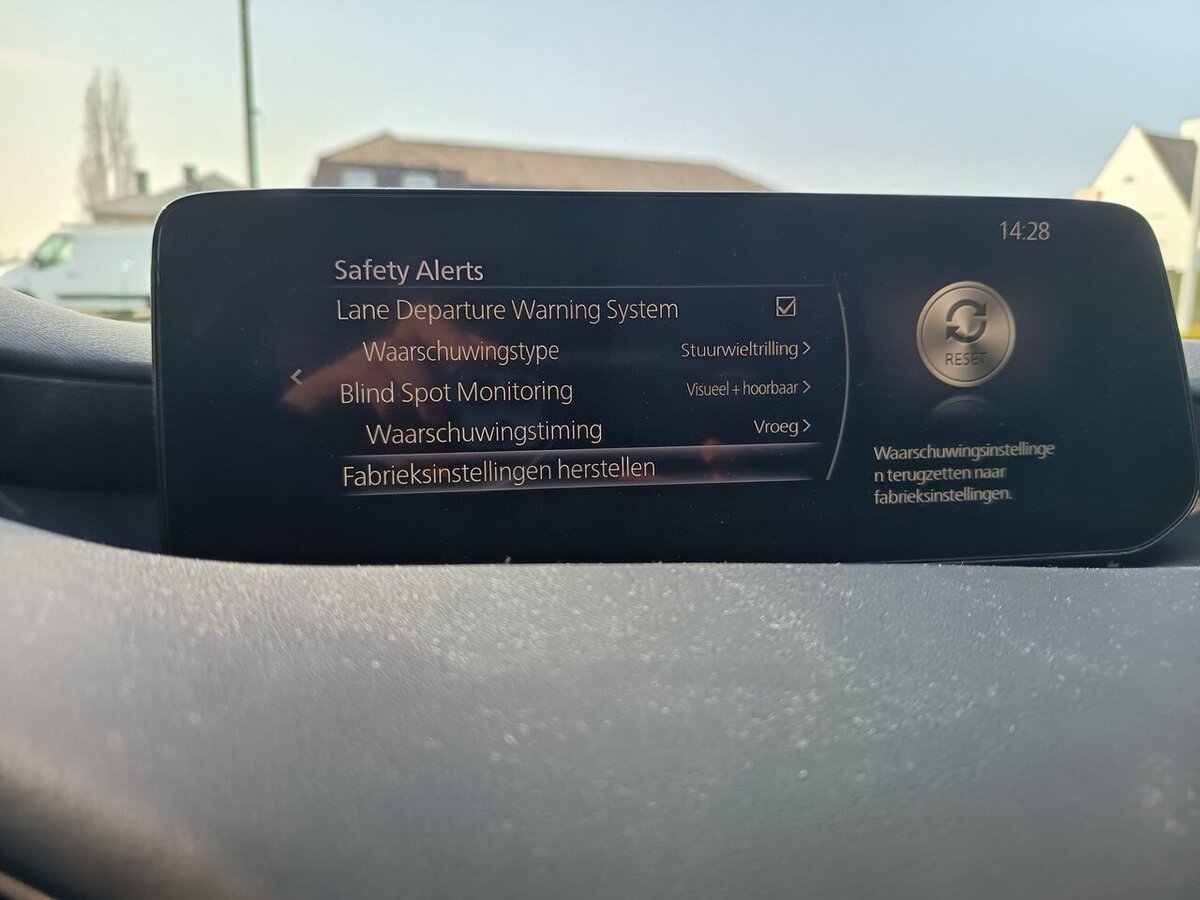 14:28
Safety Alerts
Lane Departure Warning System
Waarschuwingstype Stuurwieltrilling >
Blind Spot Monitoring Visueel + hoorbaar >
Waarschuwingstiming Vroeg >
Fabrieksinstellingen herstellen
RESET
Waarschuwingsinstellinge
n terugzetten naar
fabrieksinstellingen.